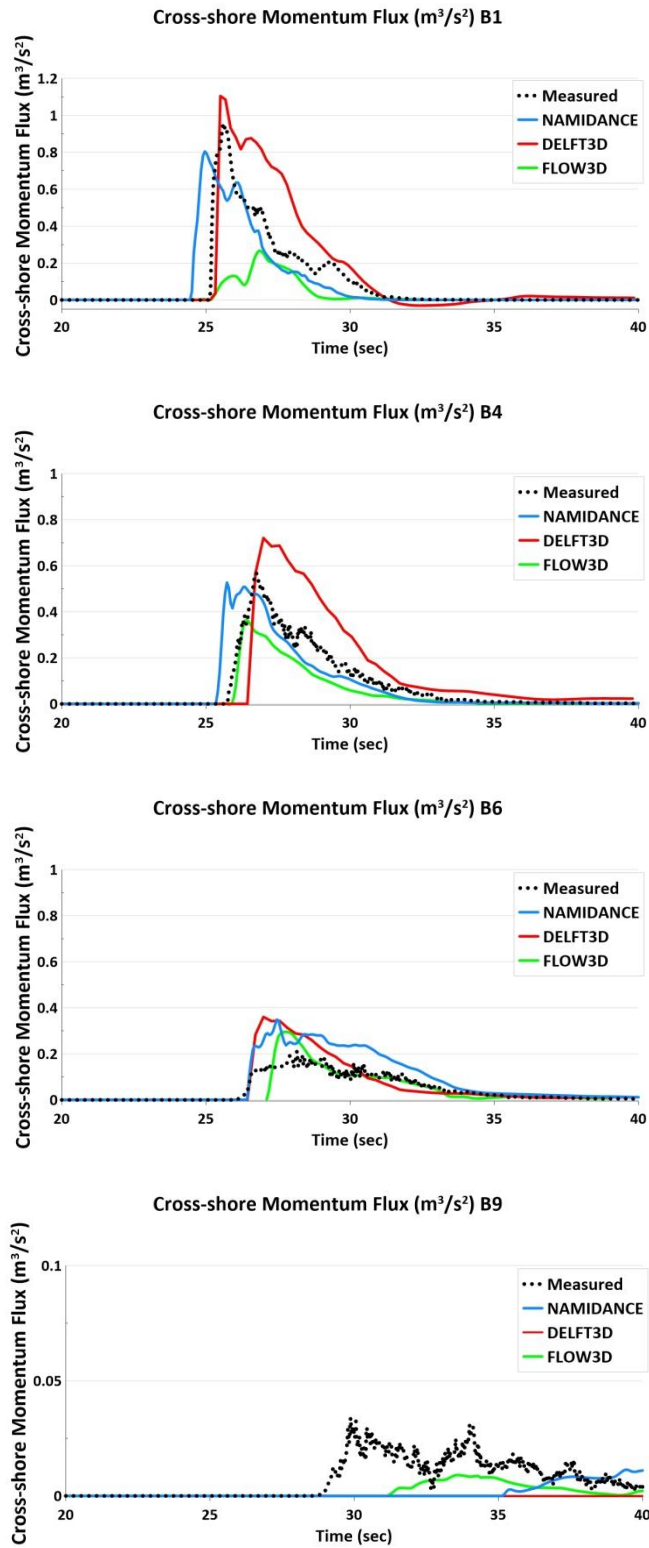 Cross-shore Momentum Flux (m³/s²) B1
Cross-shore Momentum Flux (m³/s²)
1.2
1
0.8
0.6
0.4
0.2
0
Measured
NAMIDANCE
DELFT3D
FLOW3D
20 25 30 35 40
Time (sec)
Cross-shore Momentum Flux (m³/s²) B4
Cross-shore Momentum Flux (m³/s²)
1
0.8
0.6
0.4
0.2
0
Measured
NAMIDANCE
DELFT3D
FLOW3D
20 25 30 35 40
Time (sec)
Cross-shore Momentum Flux (m³/s²) B6
Cross-shore Momentum Flux (m³/s²)
1
0.8
0.6
0.4
0.2
0
Measured
NAMIDANCE
DELFT3D
FLOW3D
20 25 30 35 40
Time (sec)
Cross-shore Momentum Flux (m³/s²) B9
Cross-shore Momentum Flux (m³/s²)
0.1
0.05
0
Measured
NAMIDANCE
DELFT3D
FLOW3D
20 25 30 35 40
Time (sec)